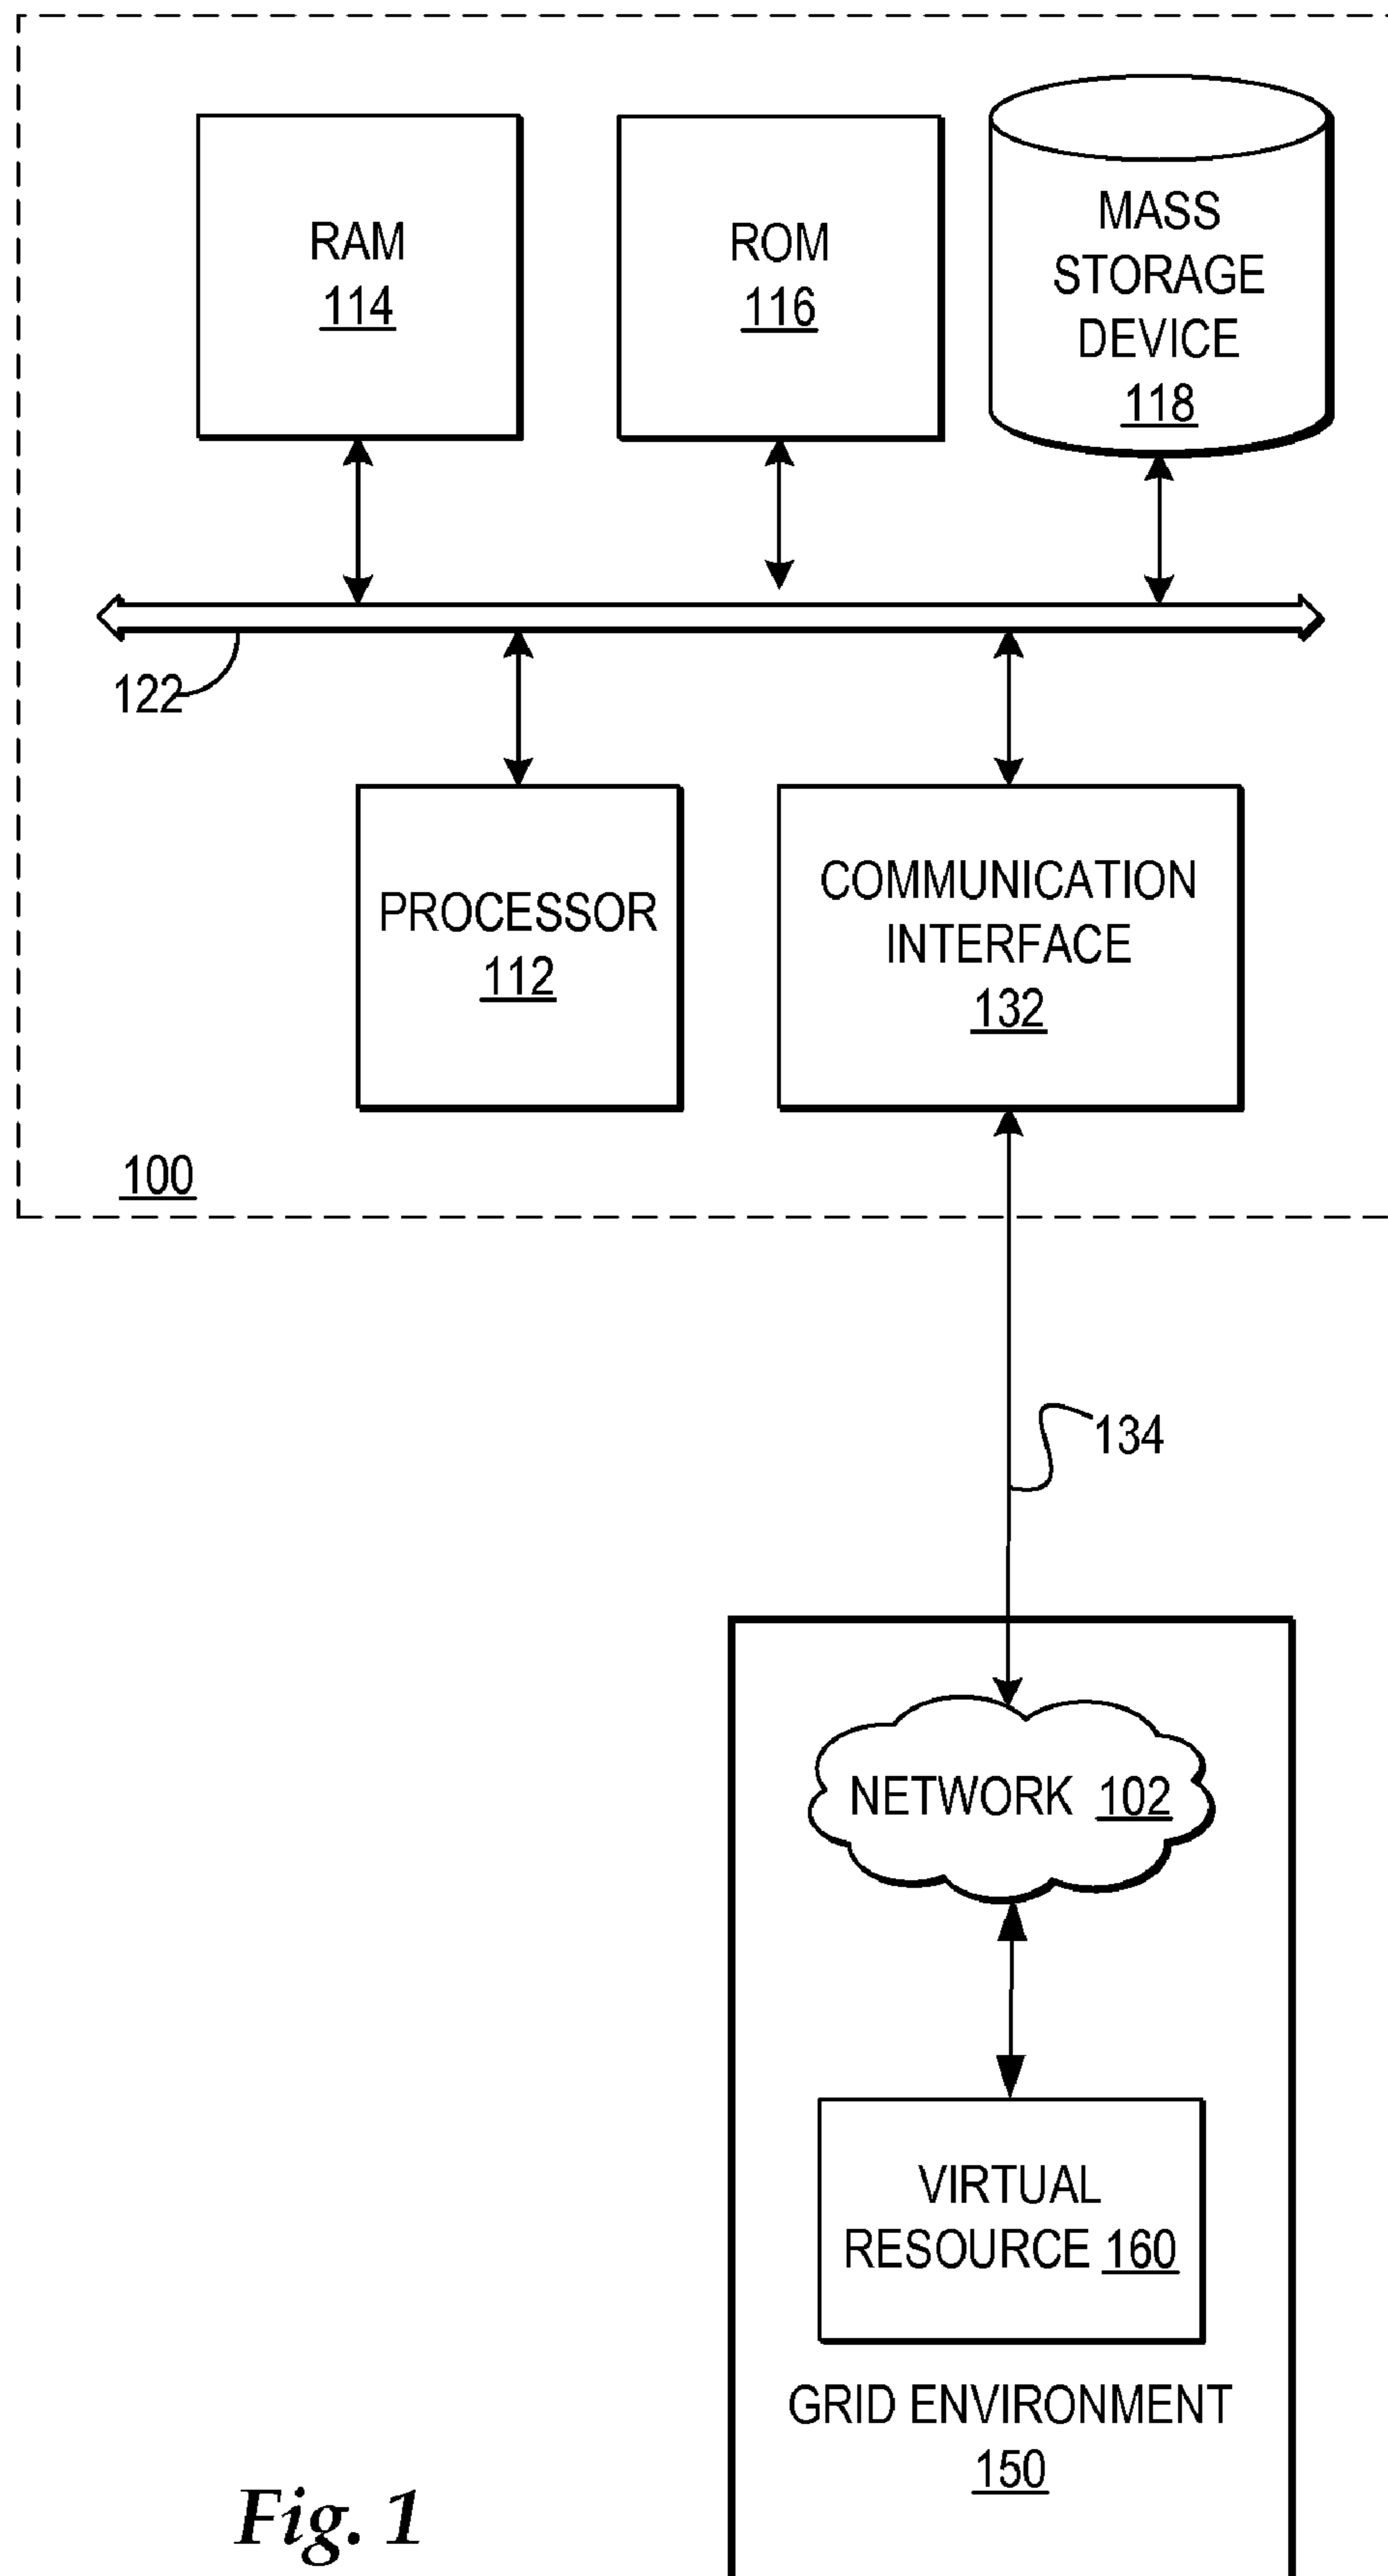 RAM
114
ROM
116
MASS
STORAGE
DEVICE
118
122
PROCESSOR
112
COMMUNICATION
INTERFACE
132
100
134
NETWORK 102
VIRTUAL
RESOURCE 160
GRID ENVIRONMENT
150
Fig. 1